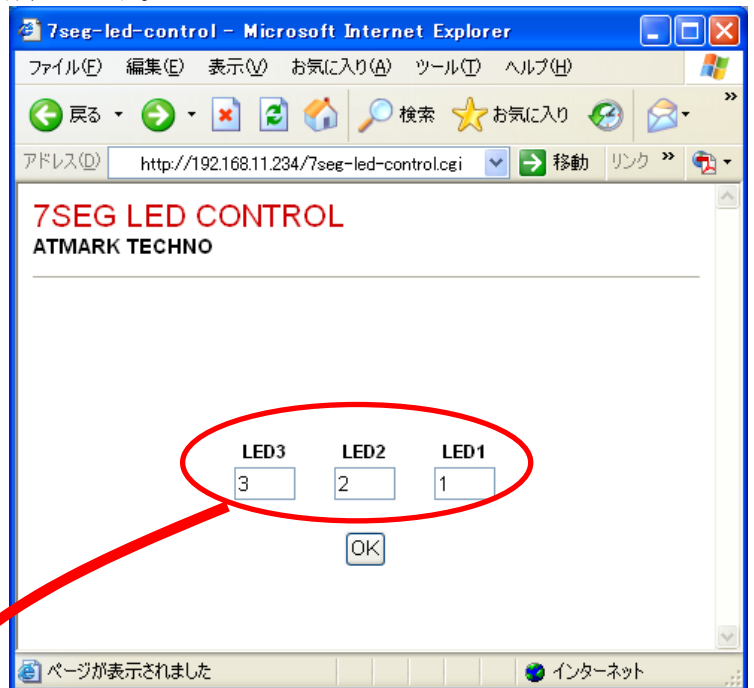 7seg-led-control - Microsoft Internet Explorer
ファイル(F) 編集(E) 表示(V) お気に入り(A) ツール(T) ヘルプ(H)
戻る 検索 お気に入り »
アドレス(D) http://192.168.11.234/7seg-led-control.cgi 移動 リンク »
7SEG LED CONTROL
ATMARK TECHNO
LED3 LED2 LED1
3 2 1
OK
ページが表示されました インターネット